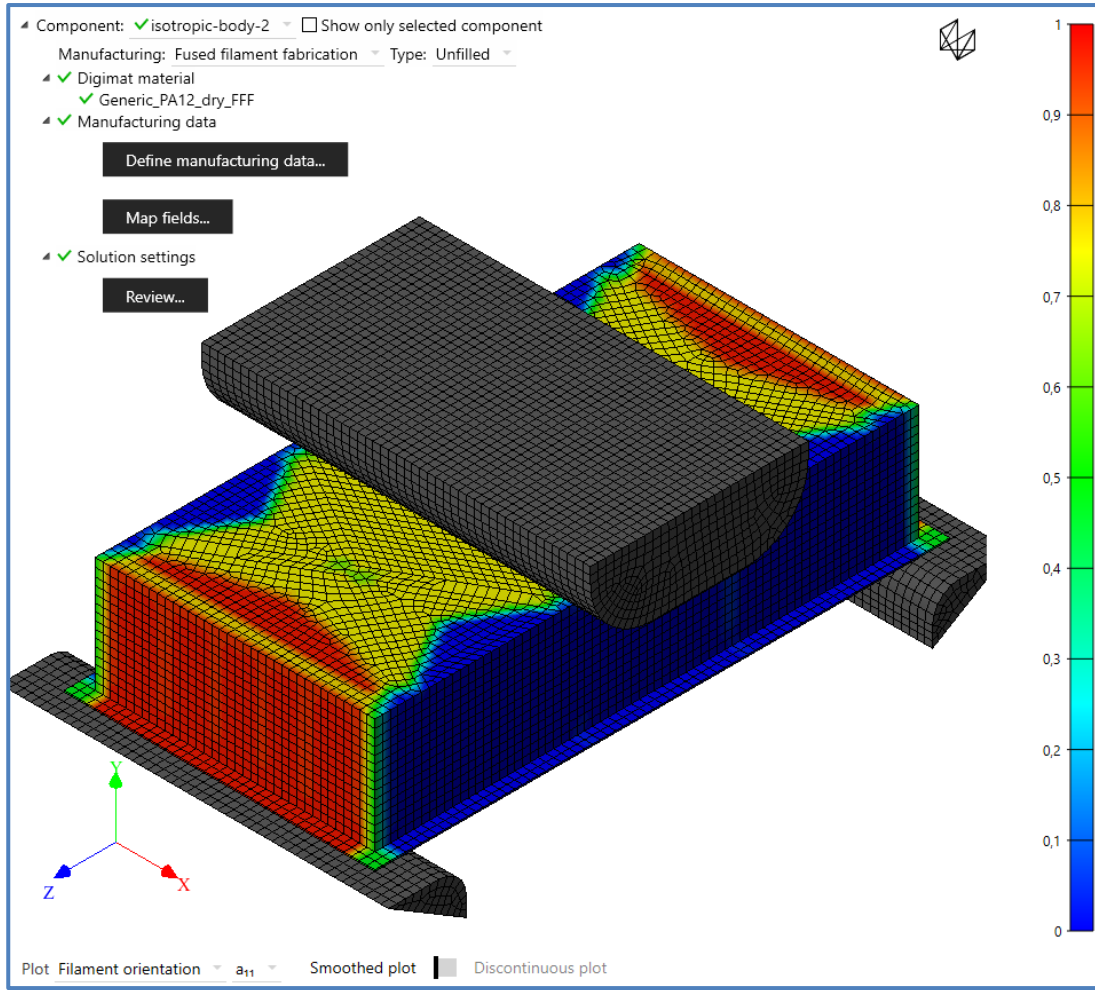 Component: isotropic-body-2 Show only selected component
Manufacturing: Fused filament fabrication Type: Unfilled
Digimat material
Generic_PA12_dry_FFF
Manufacturing data
Define manufacturing data...
Map fields...
Solution settings
Review...
1
0,9
0,8
0,7
0,6
0,5
0,4
0,3
0,2
0,1
0
Y
Z
X
Plot Filament orientation a₁₁ Smoothed plot Discontinuous plot